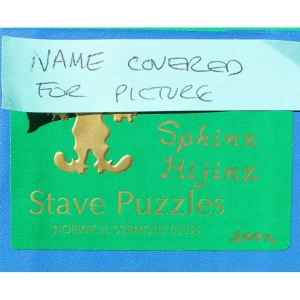 NAME COVERED
FOR PICTURE
Sphinx
Hijinx
Stave Puzzles
NORWICH, VERMONT
2002